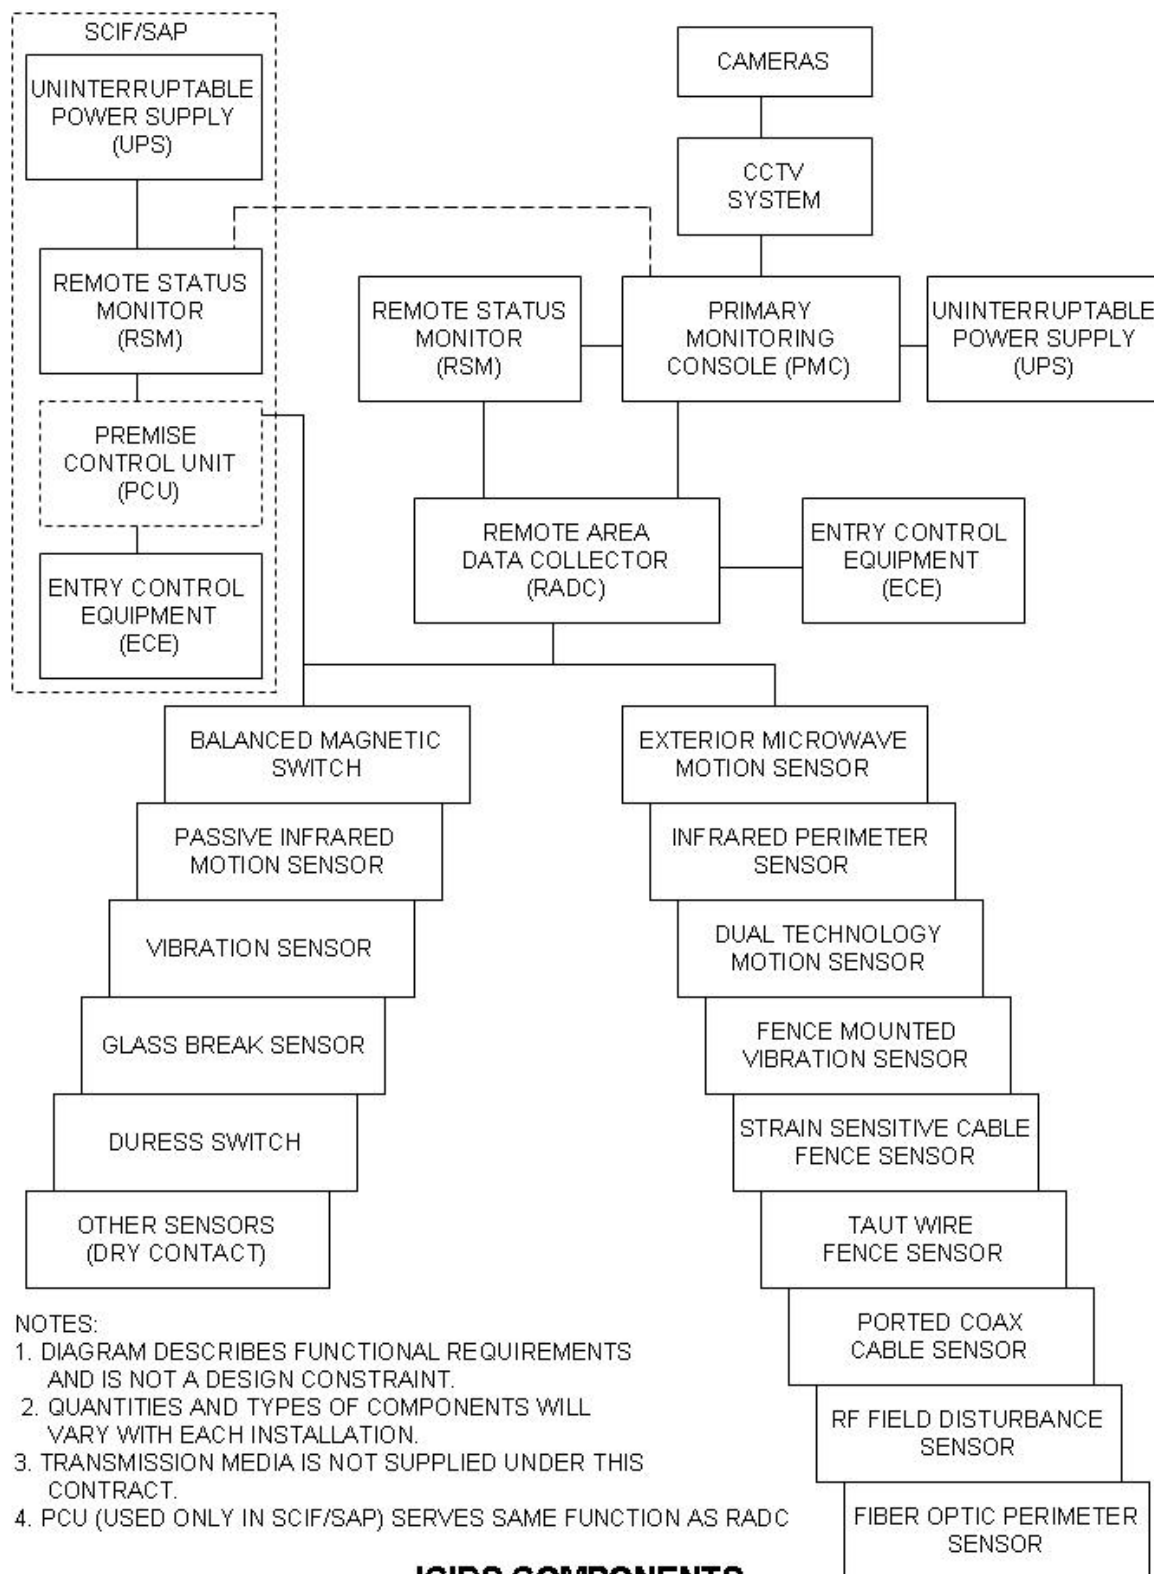 SCIF/SAP
UNINTERRUPTABLE
POWER SUPPLY
(UPS)
REMOTE STATUS
MONITOR
(RSM)
PREMISE
CONTROL UNIT
(PCU)
ENTRY CONTROL
EQUIPMENT
(ECE)
CAMERAS
CCTV
SYSTEM
REMOTE STATUS
MONITOR
(RSM)
PRIMARY
MONITORING
CONSOLE (PMC)
UNINTERRUPTABLE
POWER SUPPLY
(UPS)
REMOTE AREA
DATA COLLECTOR
(RADC)
ENTRY CONTROL
EQUIPMENT
(ECE)
BALANCED MAGNETIC
SWITCH
PASSIVE INFRARED
MOTION SENSOR
VIBRATION SENSOR
GLASS BREAK SENSOR
DURESS SWITCH
OTHER SENSORS
(DRY CONTACT)
EXTERIOR MICROWAVE
MOTION SENSOR
INFRARED PERIMETER
SENSOR
DUAL TECHNOLOGY
MOTION SENSOR
FENCE MOUNTED
VIBRATION SENSOR
STRAIN SENSITIVE CABLE
FENCE SENSOR
TAUT WIRE
FENCE SENSOR
PORTED COAX
CABLE SENSOR
RF FIELD DISTURBANCE
SENSOR
FIBER OPTIC PERIMETER
SENSOR
NOTES:
1. DIAGRAM DESCRIBES FUNCTIONAL REQUIREMENTS
AND IS NOT A DESIGN CONSTRAINT.
2. QUANTITIES AND TYPES OF COMPONENTS WILL
VARY WITH EACH INSTALLATION.
3. TRANSMISSION MEDIA IS NOT SUPPLIED UNDER THIS
CONTRACT.
4. PCU (USED ONLY IN SCIF/SAP) SERVES SAME FUNCTION AS RADC
COMPONENTS